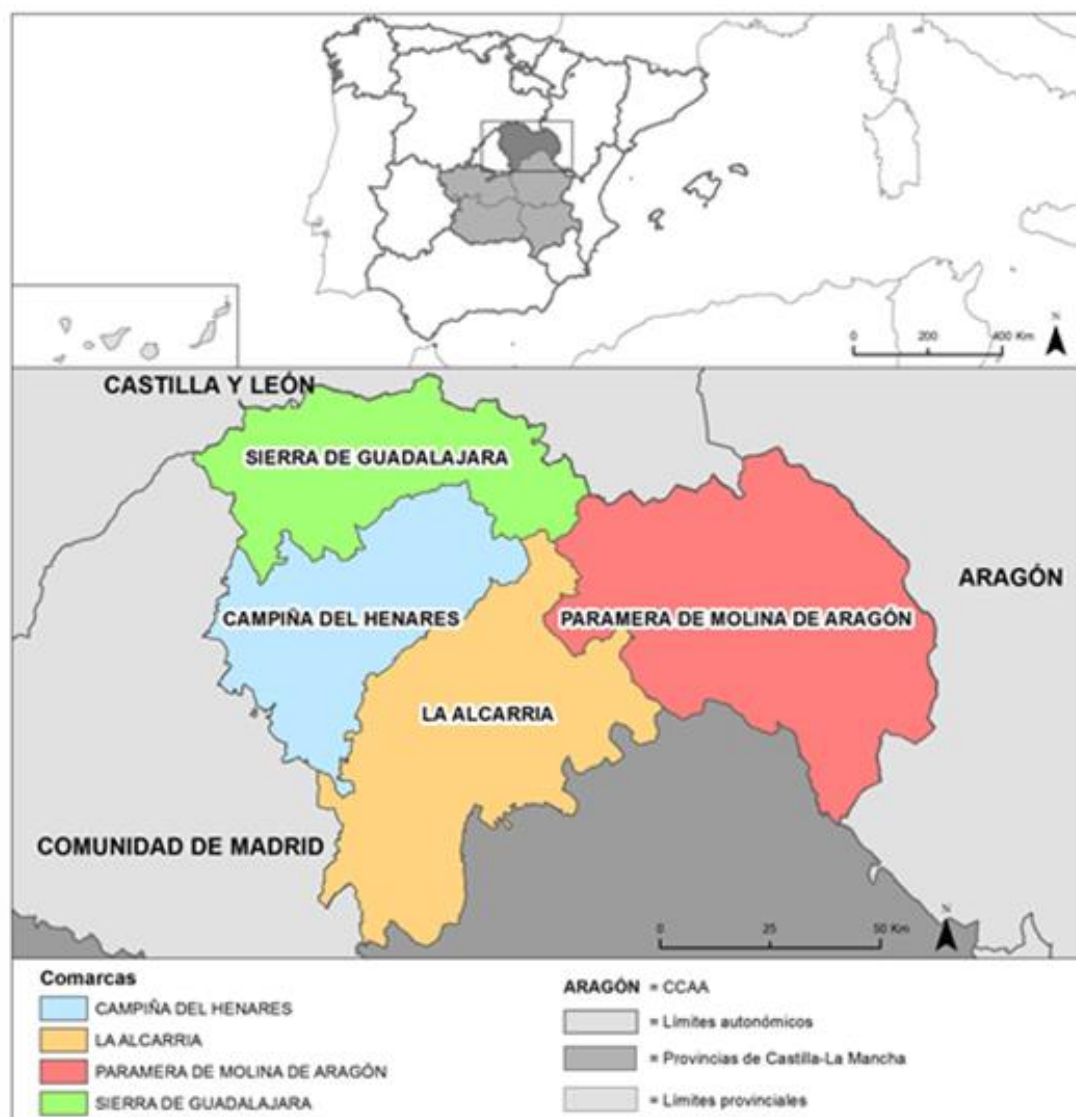 N
0 200 400 Km
CASTILLA Y LEÓN
SIERRA DE GUADALAJARA
ARAGÓN
CAMPIÑA DEL HENARES
PARAMERA DE MOLINA DE ARAGÓN
LA ALCARRIA
COMUNIDAD DE MADRID
N
0 25 50 Km
Comarcas
CAMPIÑA DEL HENARES
LA ALCARRIA
PARAMERA DE MOLINA DE ARAGÓN
SIERRA DE GUADALAJARA
ARAGÓN = CCAA
= Límites autonómicos
= Provincias de Castilla-La Mancha
= Límites provinciales